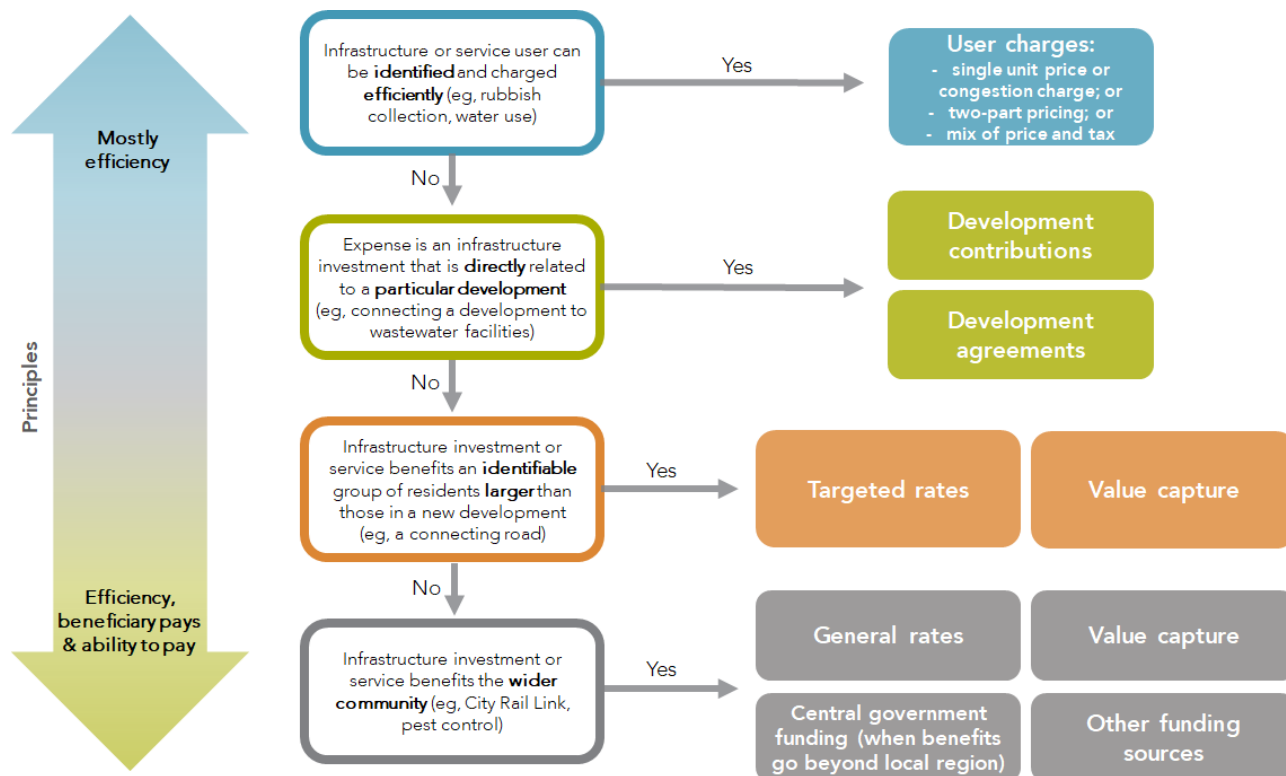 Principles
Mostly
efficiency
Efficiency,
beneficiary pays
& ability to pay
Infrastructure or service user can
be identified and charged
efficiently (eg, rubbish
collection, water use)
Yes
User charges:
- single unit price or
congestion charge; or
- two-part pricing; or
- mix of price and tax
No
Expense is an infrastructure
investment that is directly related
to a particular development
(eg, connecting a development to
wastewater facilities)
Yes
Development
contributions
Development
agreements
No
Infrastructure investment or
service benefits an identifiable
group of residents larger than
those in a new development
(eg, a connecting road)
Yes
Targeted rates
Value capture
No
Infrastructure investment or
service benefits the wider
community (eg, City Rail Link,
pest control)
Yes
General rates
Value capture
Central government
funding (when benefits
go beyond local region)
Other funding
sources